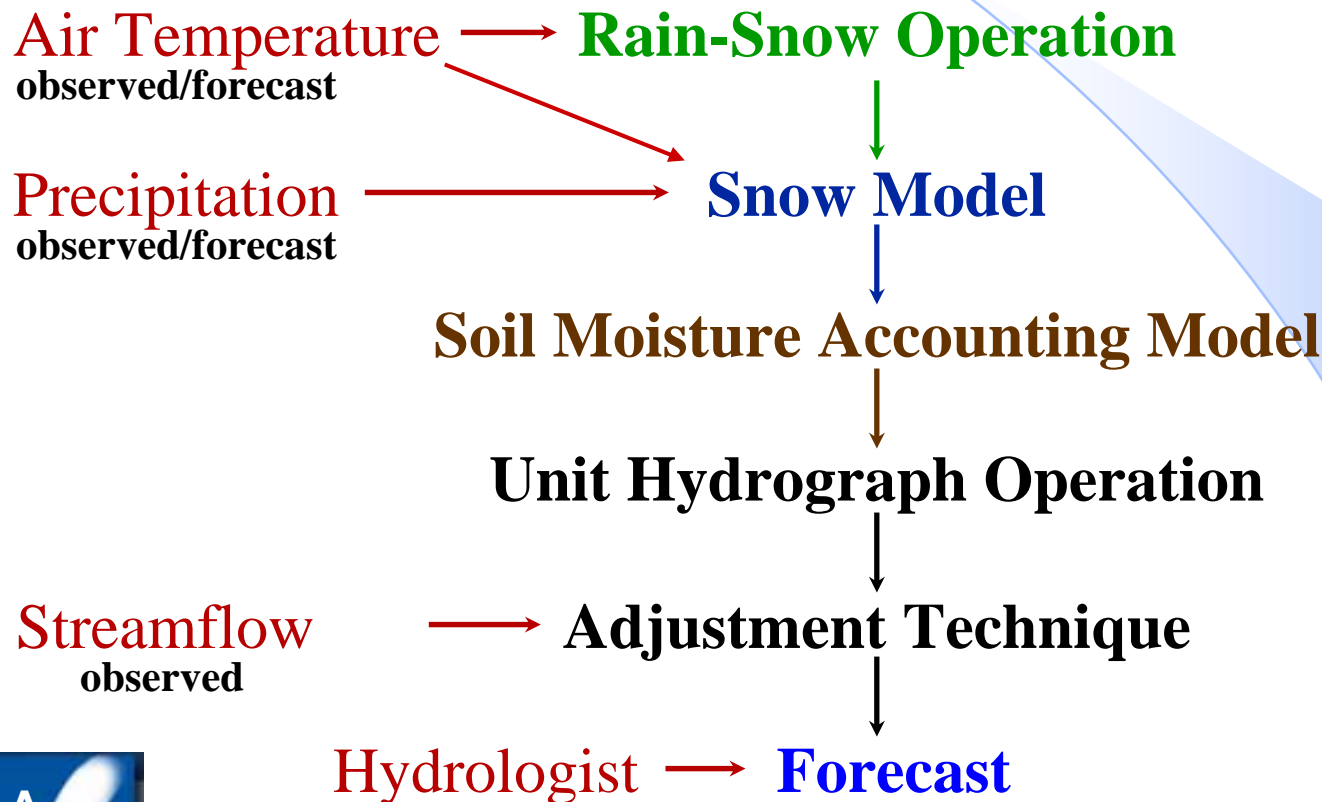 Air Temperature
observed/forecast
Rain-Snow Operation
Precipitation
observed/forecast
Snow Model
Soil Moisture Accounting Model
Unit Hydrograph Operation
Streamflow
observed
Adjustment Technique
Hydrologist
Forecast
A